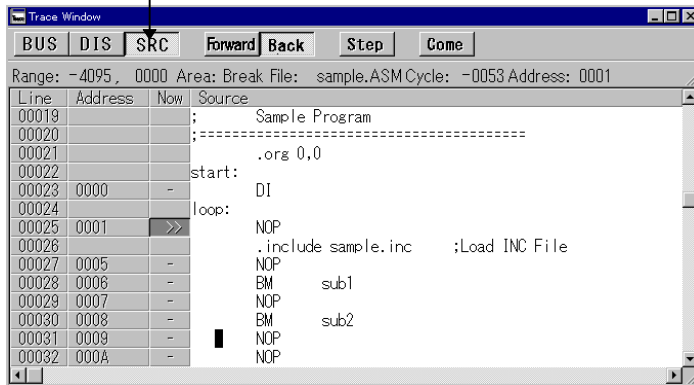 Trace Window
BUS DIS SRC Forward Back Step Come
Range: -4095, 0000 Area: Break File: sample.ASM Cycle: -0053 Address: 0001
Line Address Now Source
00019 ; Sample Program
00020 ;========================================
00021 .org 0,0
00022 start:
00023 0000 - DI
00024 loop:
00025 0001 >> NOP
00026 .include sample.inc ;Load INC File
00027 0005 - NOP
00028 0006 - BM sub1
00029 0007 - NOP
00030 0008 - BM sub2
00031 0009 - NOP
00032 000A - NOP